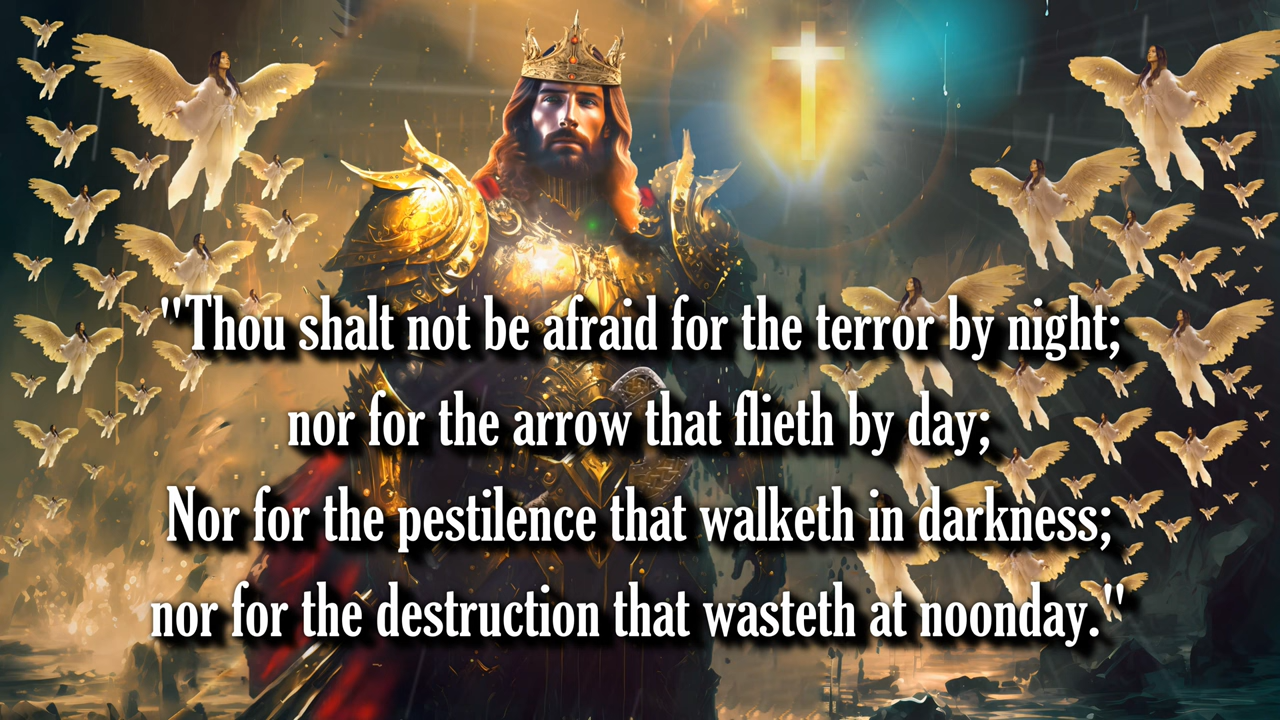 "Thou shalt not be afraid for the terror by night;
nor for the arrow that flieth by day;
Nor for the pestilence that walketh in darkness;
nor for the destruction that wasteth at noonday."